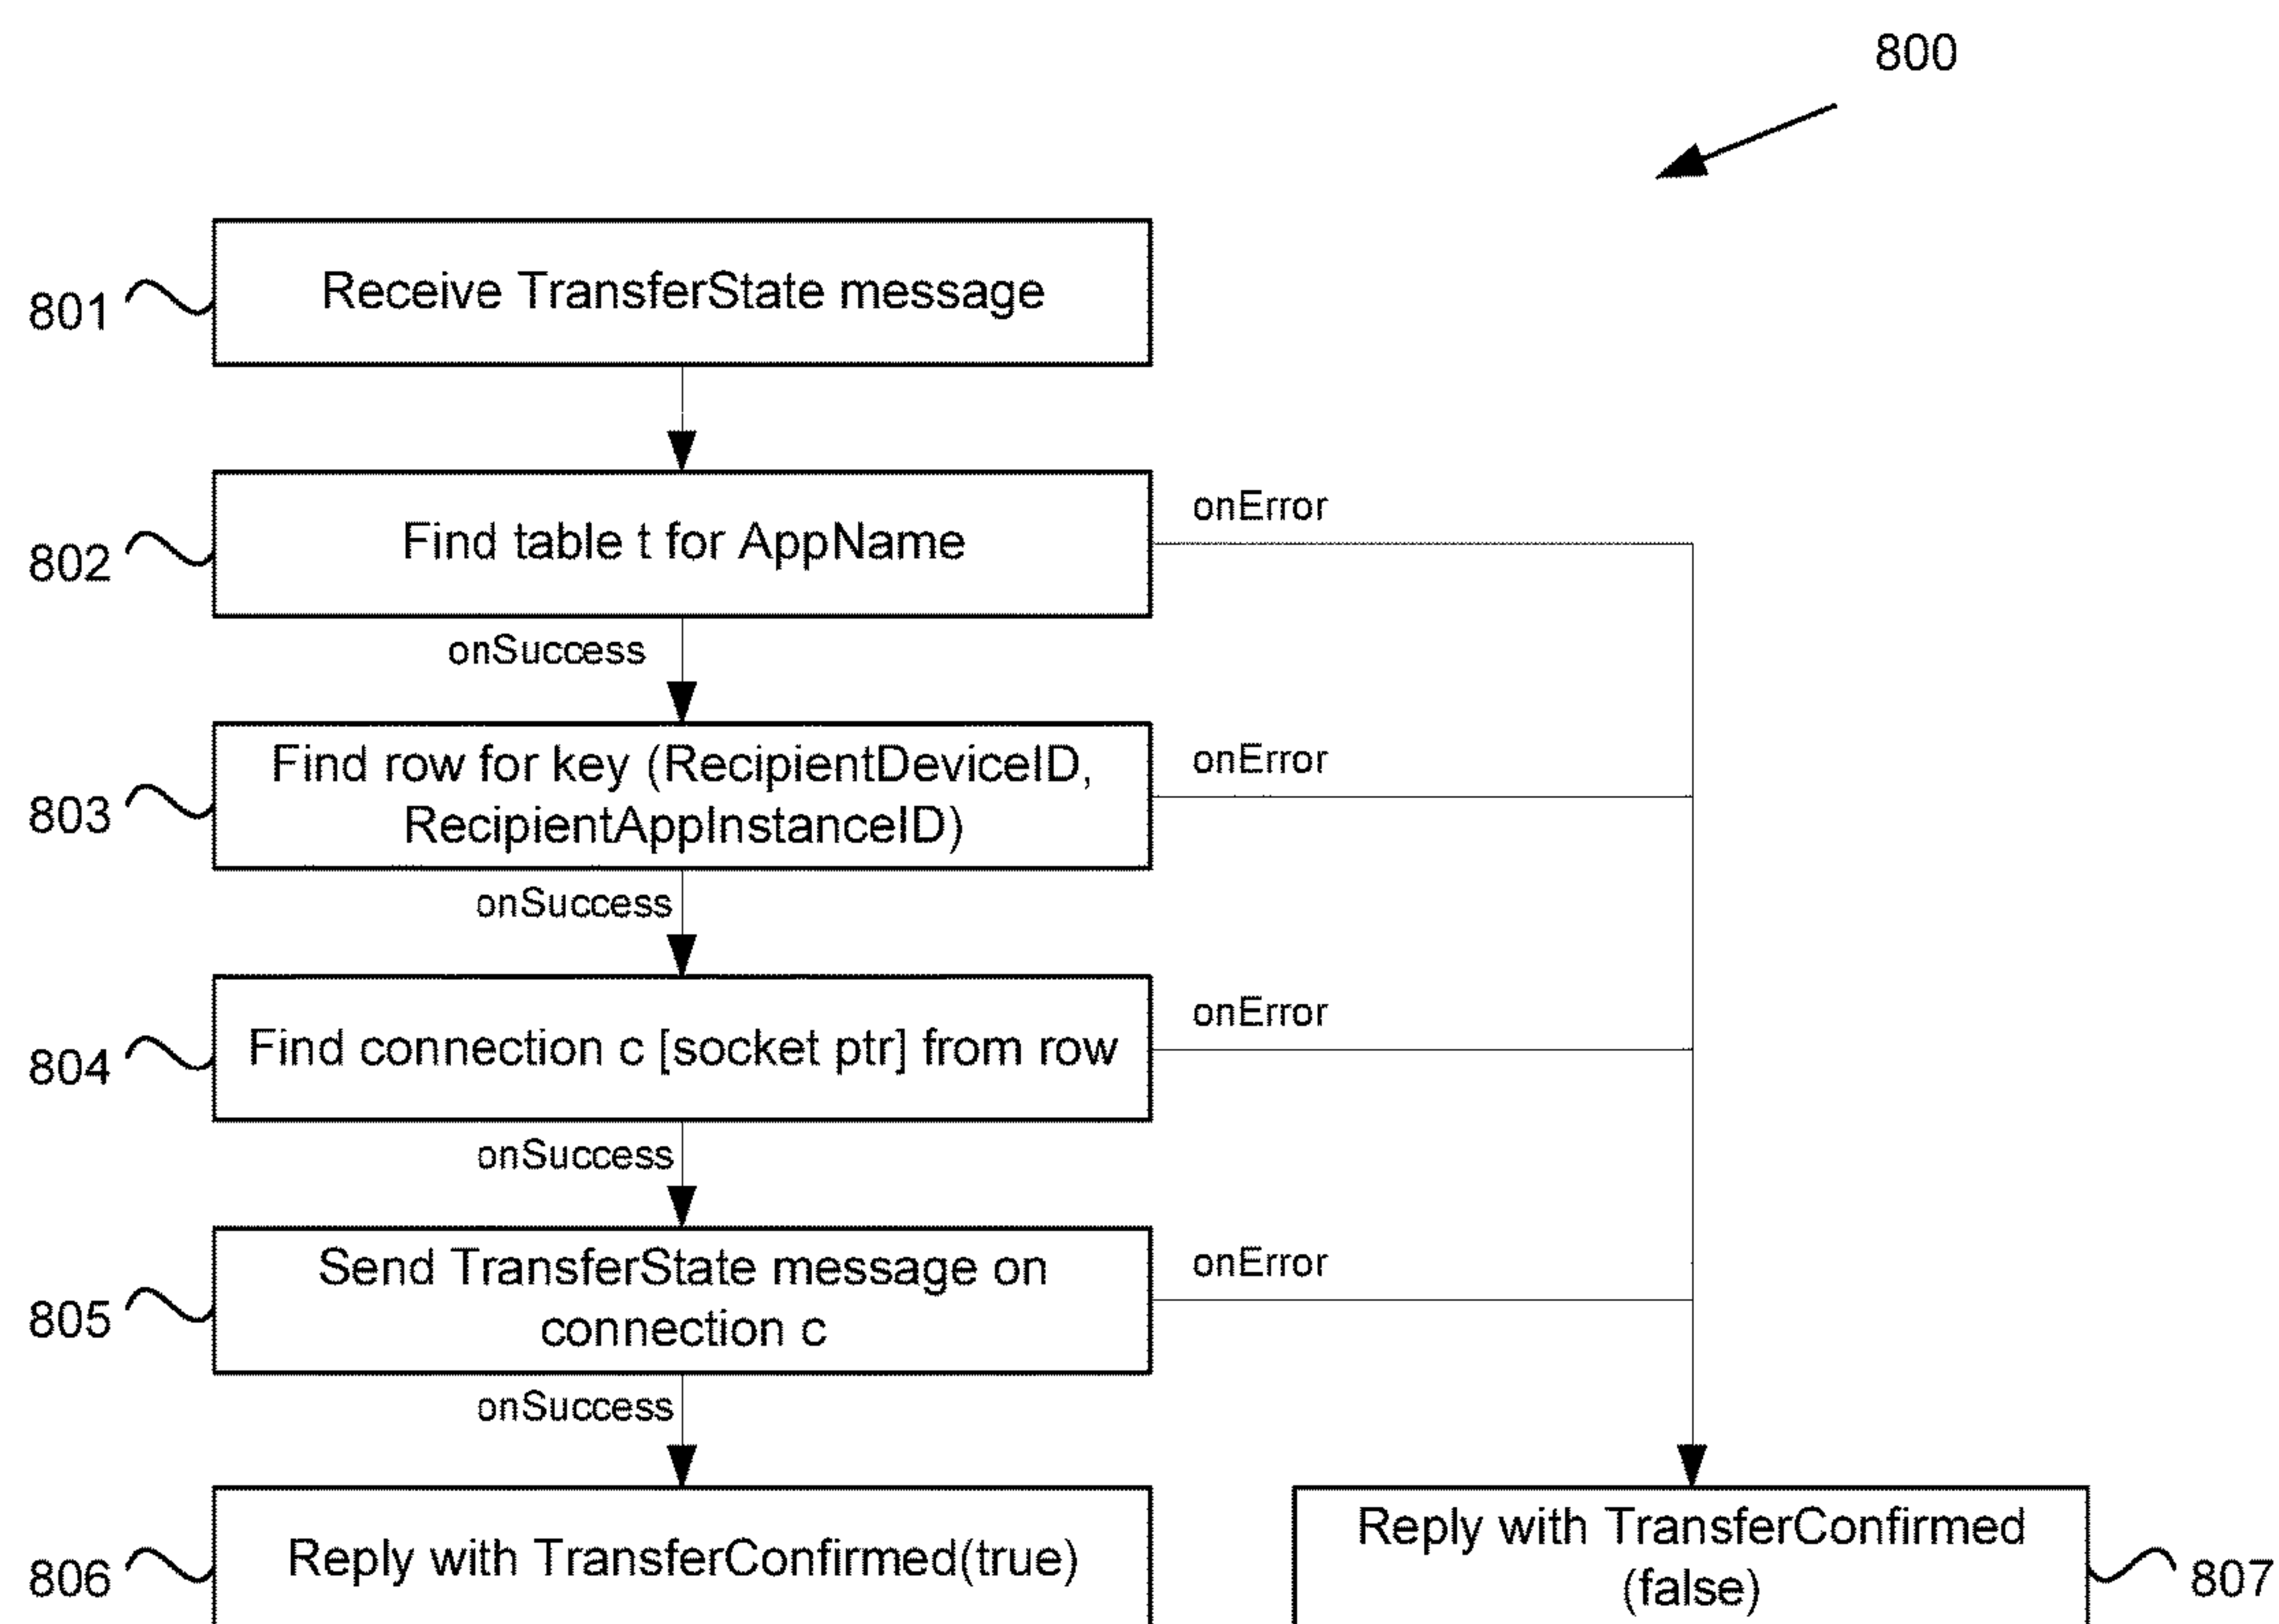 800
801
Receive TransferState message
802
Find table t for AppName
onError
onSuccess
803
Find row for key (RecipientDeviceID,
RecipientAppInstanceID)
onError
onSuccess
804
Find connection c [socket ptr] from row
onError
onSuccess
805
Send TransferState message on
connection c
onError
onSuccess
806
Reply with TransferConfirmed(true)
Reply with TransferConfirmed
(false)
807